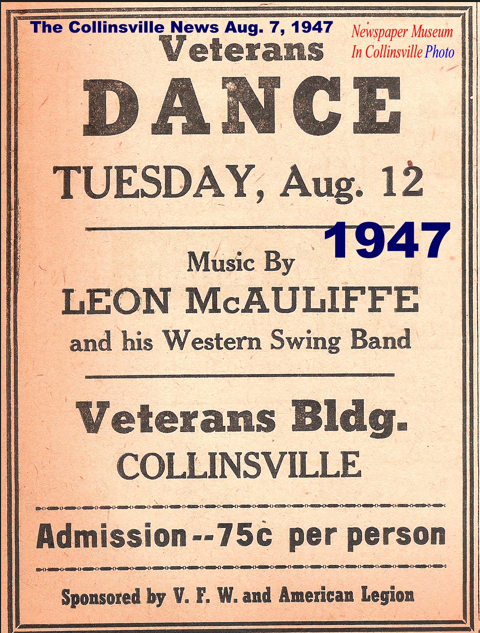 The Collinsville News Aug. 7, 1947
Newspaper Museum
In Collinsville Photo
Veterans
DANCE
TUESDAY, Aug. 12
1947
Music By
LEON McAULIFFE
and his Western Swing Band
Veterans Bldg.
COLLINSVILLE
Admission--75c per person
Sponsored by V. F. W. and American Legion